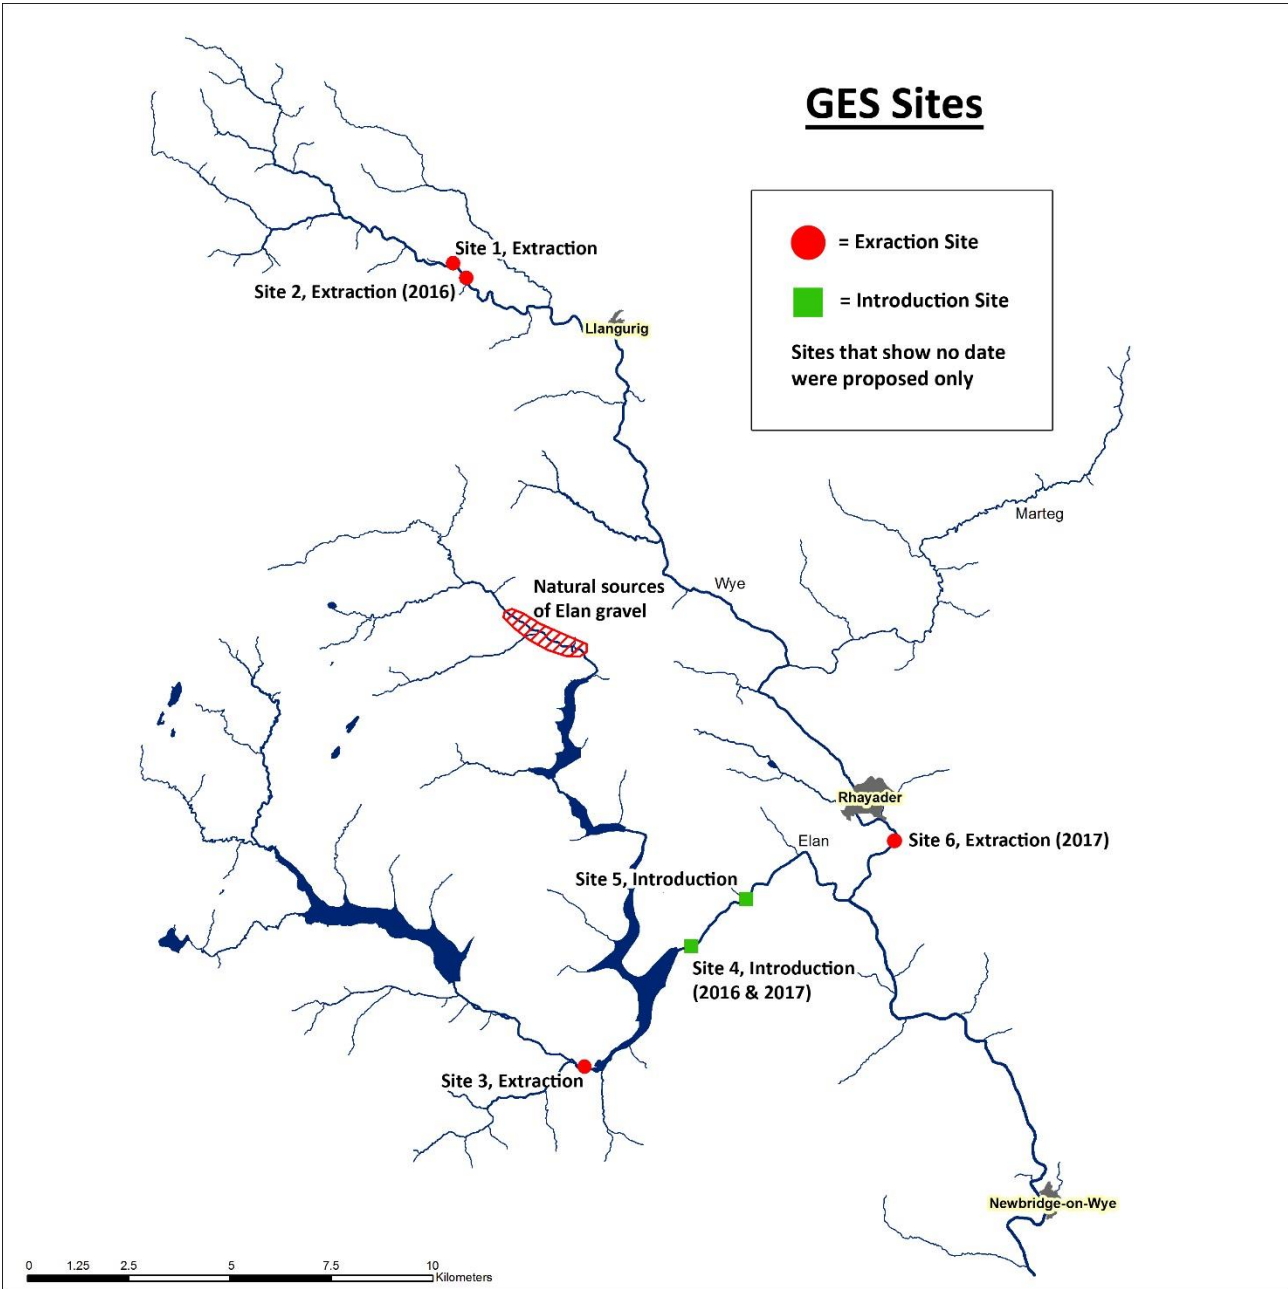 GES Sites
= Exraction Site
= Introduction Site
Sites that show no date
were proposed only
Site 1, Extraction
Site 2, Extraction (2016)
Llangurig
Marteg
Natural sources
of Elan gravel
Wye
Rhayader
Elan
Site 6, Extraction (2017)
Site 5, Introduction
Site 4, Introduction
(2016 & 2017)
Site 3, Extraction
Newbridge-on-Wye
0 1.25 2.5 5 7.5 10
Kilometers